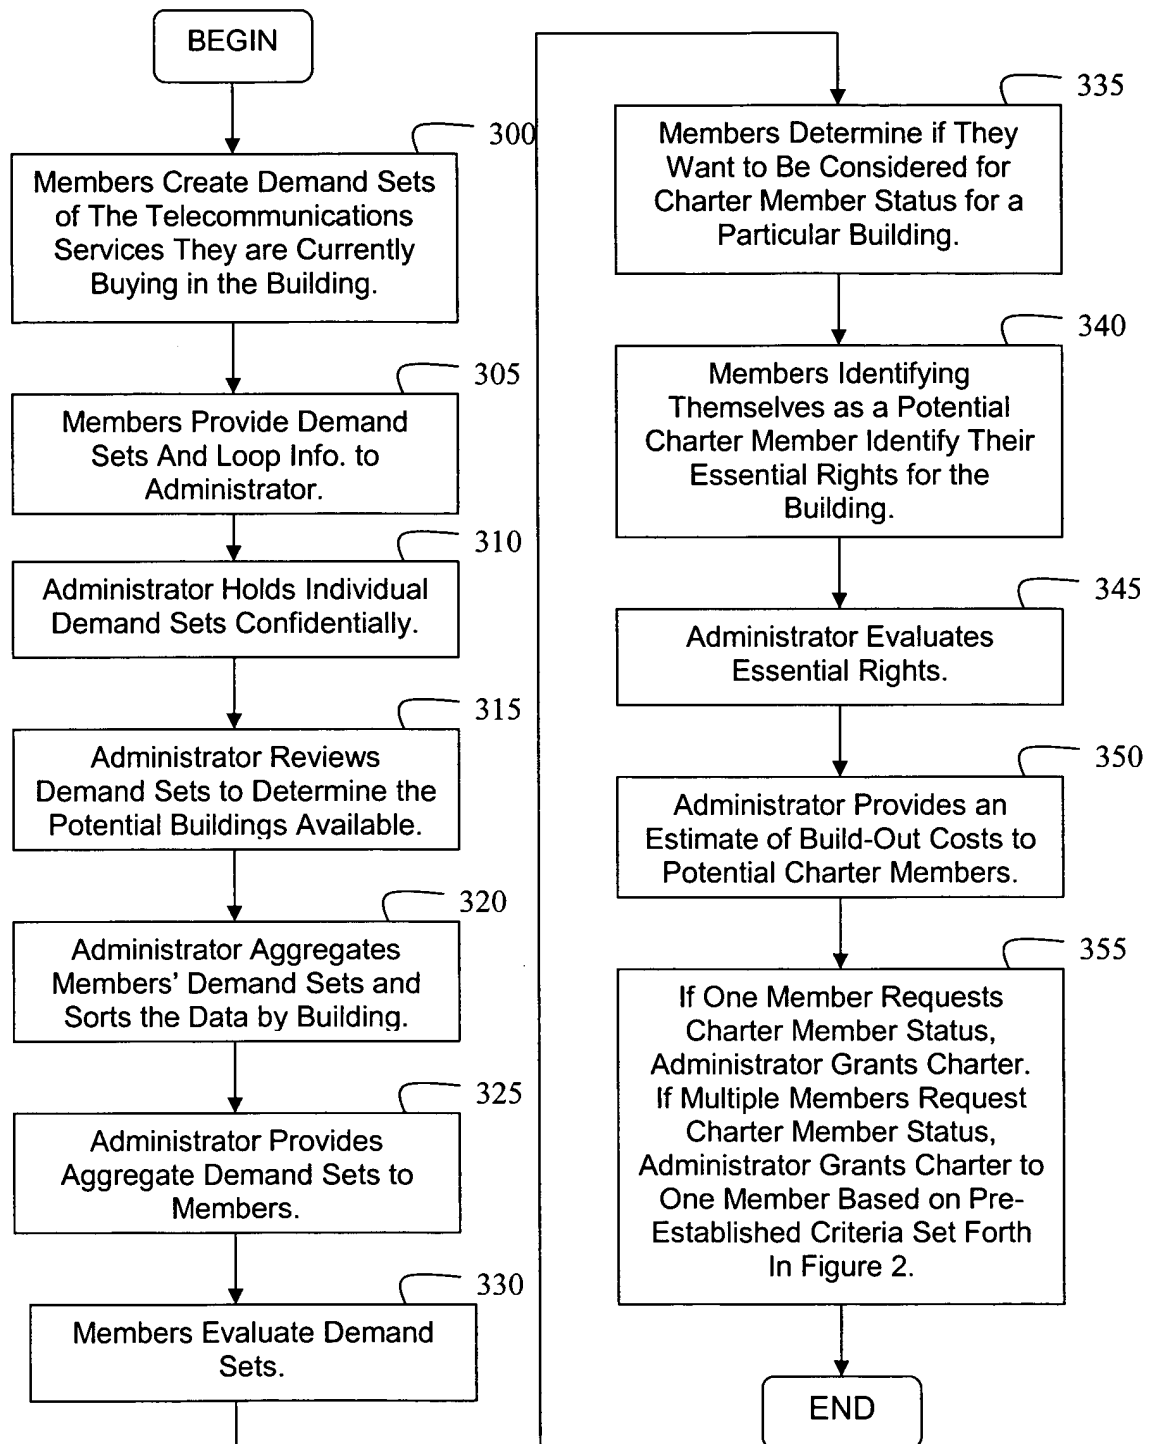 BEGIN
300
Members Create Demand Sets
of The Telecommunications
Services They are Currently
Buying in the Building.
305
Members Provide Demand
Sets And Loop Info. to
Administrator.
310
Administrator Holds Individual
Demand Sets Confidentially.
315
Administrator Reviews
Demand Sets to Determine the
Potential Buildings Available.
320
Administrator Aggregates
Members’ Demand Sets and
Sorts the Data by Building.
325
Administrator Provides
Aggregate Demand Sets to
Members.
330
Members Evaluate Demand
Sets.
335
Members Determine if They
Want to Be Considered for
Charter Member Status for a
Particular Building.
340
Members Identifying
Themselves as a Potential
Charter Member Identify Their
Essential Rights for the
Building.
345
Administrator Evaluates
Essential Rights.
350
Administrator Provides an
Estimate of Build-Out Costs to
Potential Charter Members.
355
If One Member Requests
Charter Member Status,
Administrator Grants Charter.
If Multiple Members Request
Charter Member Status,
Administrator Grants Charter to
One Member Based on Pre-
Established Criteria Set Forth
In Figure 2.
END